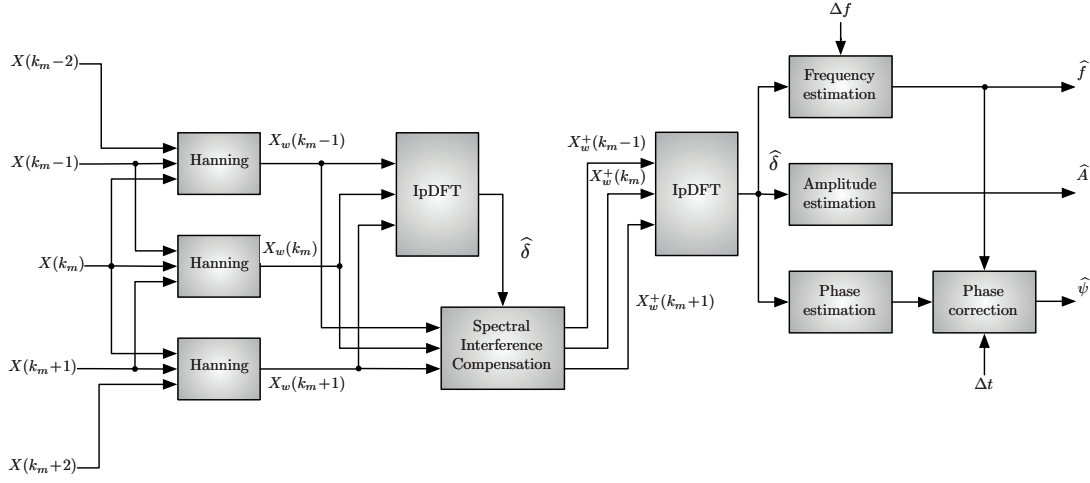 X(k_m−2)
X(k_m−1)
X(k_m)
X(k_m+1)
X(k_m+2)
Hanning
Hanning
Hanning
X_w(k_m−1)
X_w(k_m)
X_w(k_m+1)
IpDFT
δ̂
Spectral
Interference
Compensation
X_w^+(k_m−1)
X_w^+(k_m)
X_w^+(k_m+1)
IpDFT
δ̂
Δf
Frequency
estimation
Amplitude
estimation
Phase
estimation
Phase
correction
Δt
f̂
Â
ψ̂